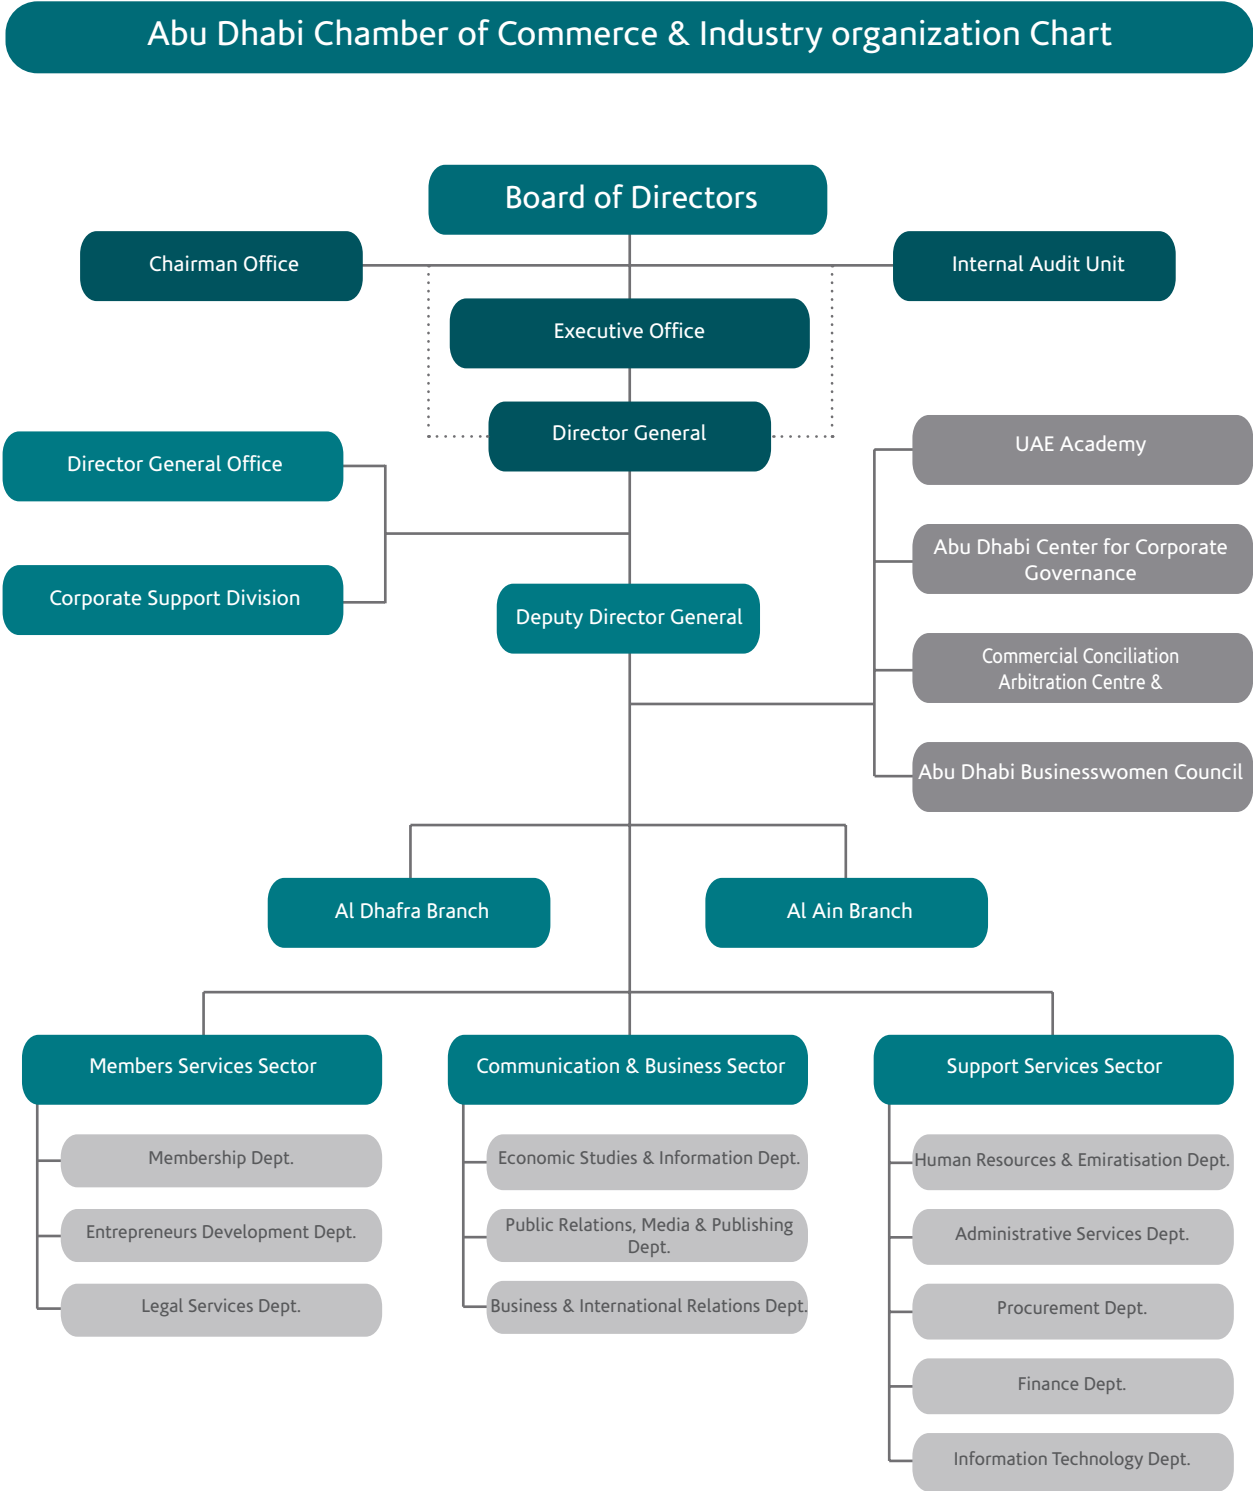 Abu Dhabi Chamber of Commerce & Industry organization Chart
Board of Directors
Chairman Office
Internal Audit Unit
Executive Office
Director General
Director General Office
Corporate Support Division
Deputy Director General
UAE Academy
Abu Dhabi Center for Corporate
Governance
Commercial Conciliation
Arbitration Centre &
Abu Dhabi Businesswomen Council
Al Dhafra Branch
Al Ain Branch
Members Services Sector
Membership Dept.
Entrepreneurs Development Dept.
Legal Services Dept.
Communication & Business Sector
Economic Studies & Information Dept.
Public Relations, Media & Publishing
Dept.
Business & International Relations Dept.
Support Services Sector
Human Resources & Emiratisation Dept.
Administrative Services Dept.
Procurement Dept.
Finance Dept.
Information Technology Dept.